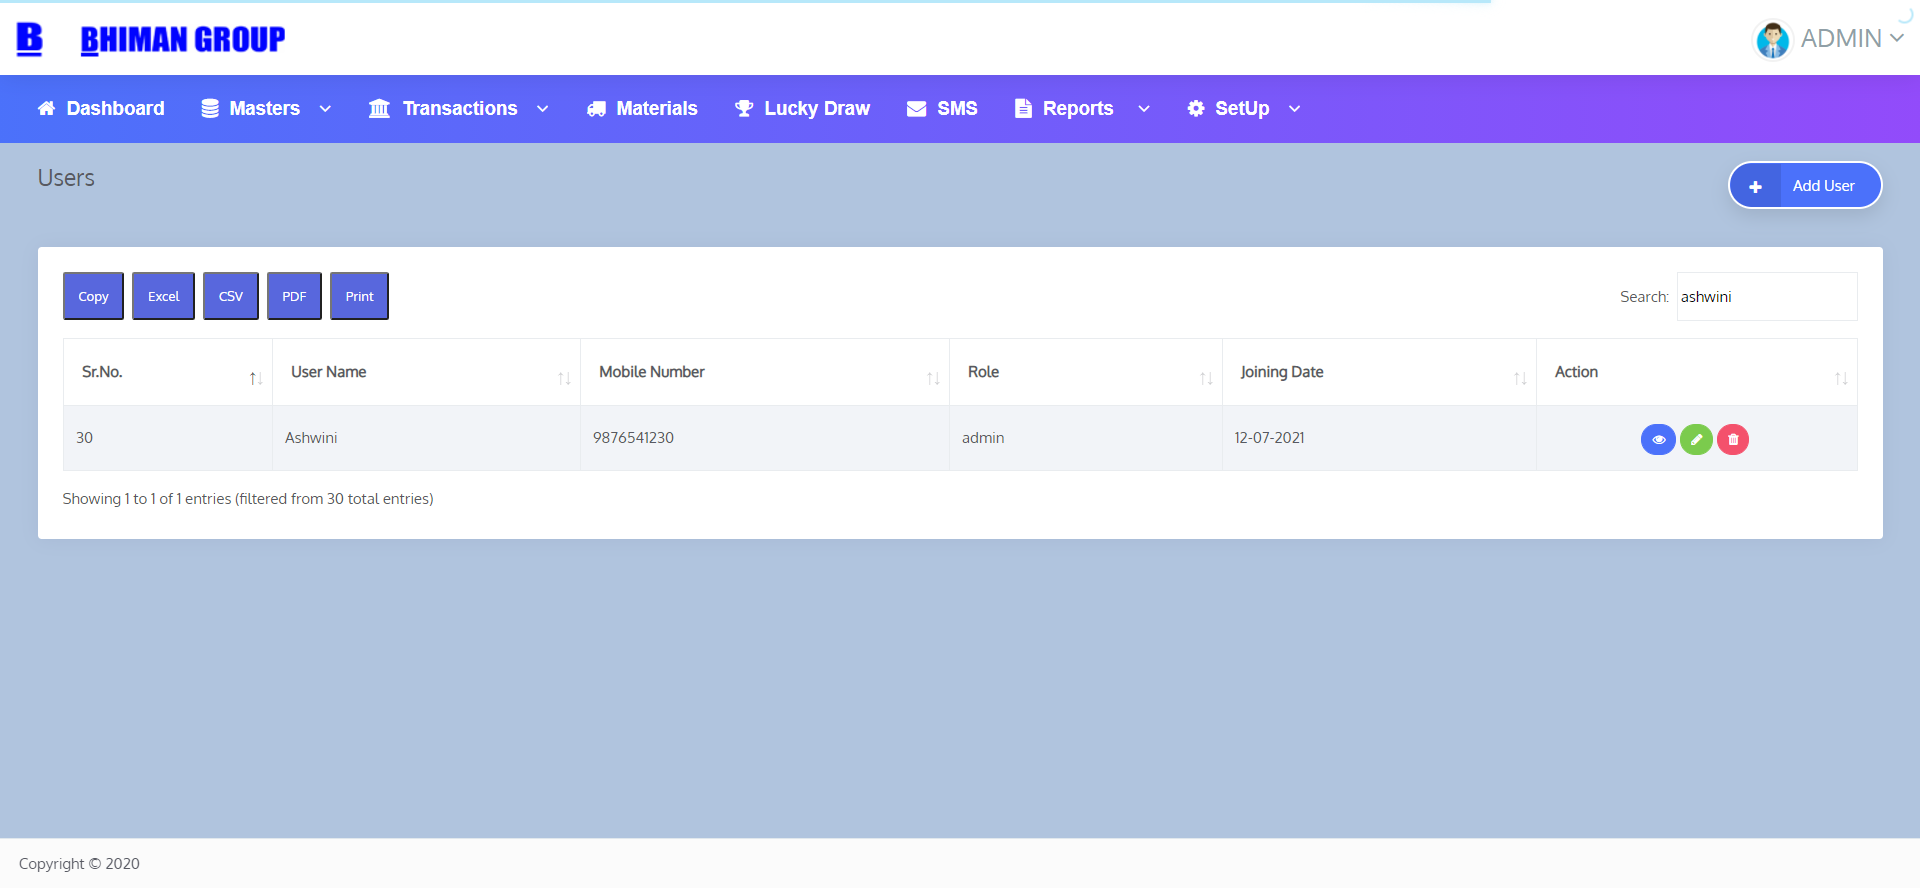 B BHIMAN GROUP ADMIN
Dashboard Masters Transactions Materials Lucky Draw SMS Reports SetUp
Users
Add User
Copy Excel CSV PDF Print Search: ashwini
Sr.No. User Name Mobile Number Role Joining Date Action
30 Ashwini 9876541230 admin 12-07-2021
Showing 1 to 1 of 1 entries (filtered from 30 total entries)
Copyright © 2020